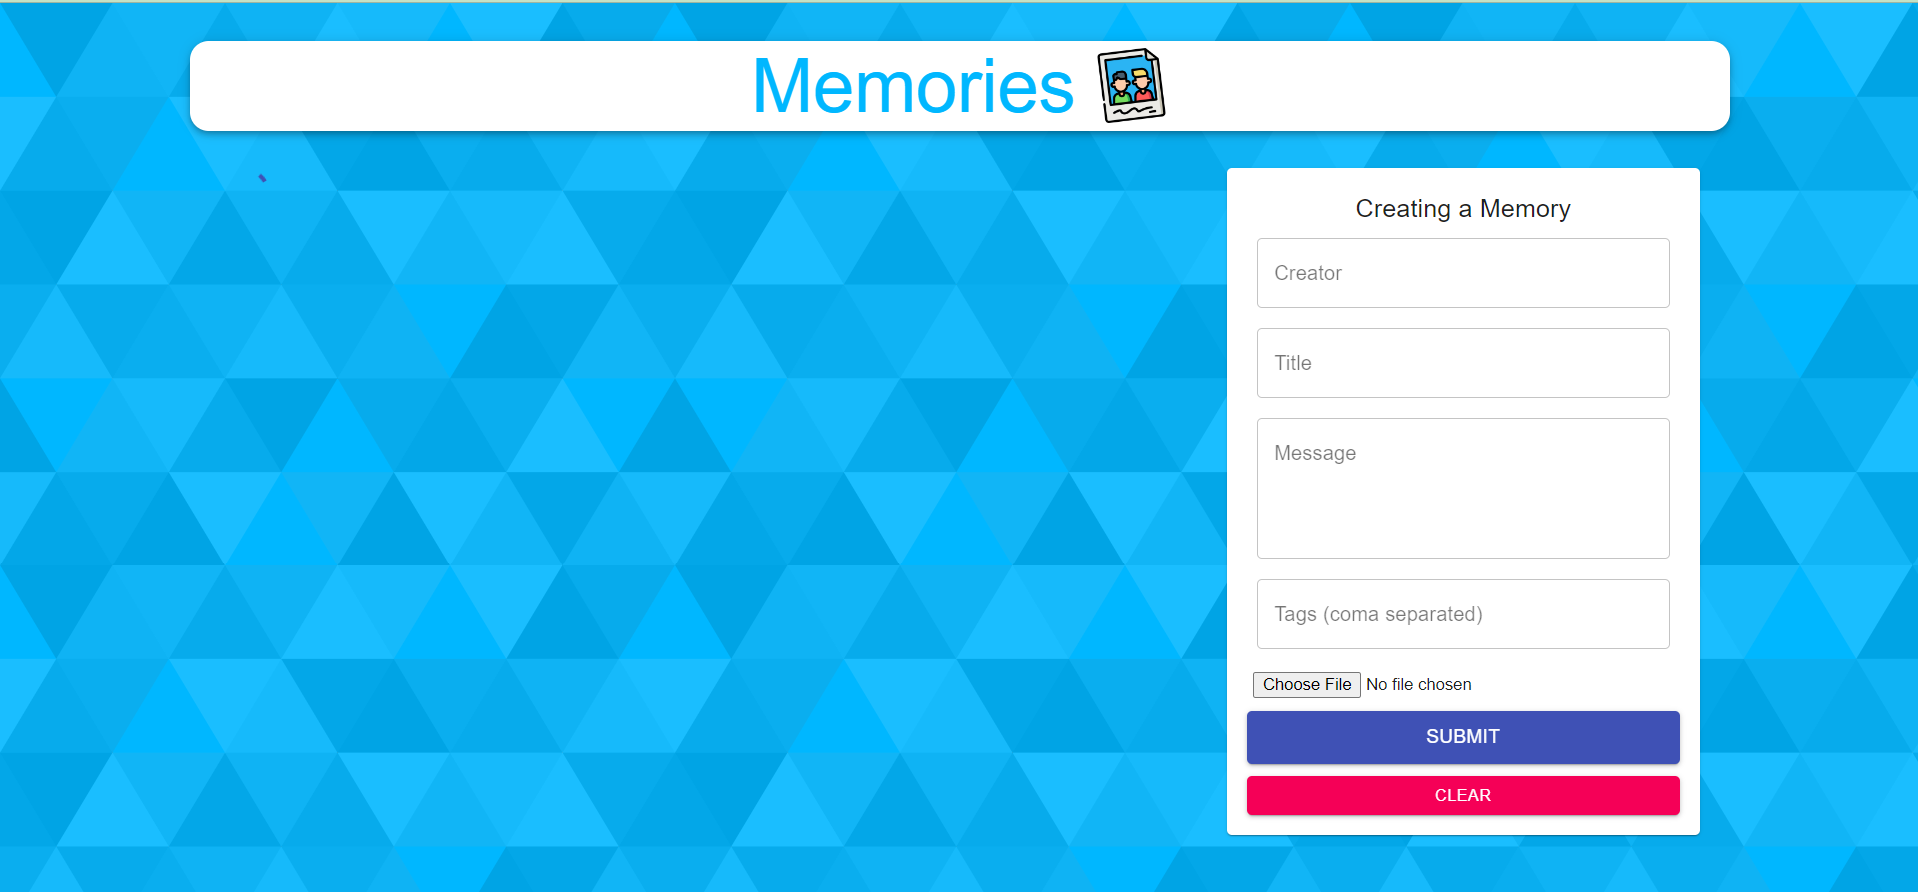 Memories
Creating a Memory
Creator
Title
Message
Tags (coma separated)
Choose File No file chosen
SUBMIT
CLEAR